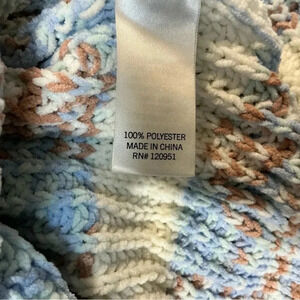 100% POLYESTER
MADE IN CHINA
RN# 120951